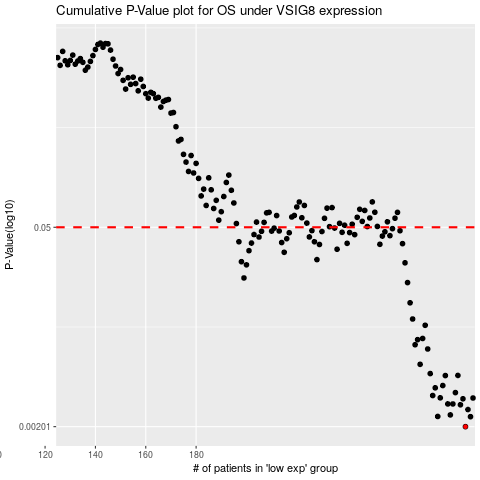 Cumulative P-Value plot for OS under VSIG8 expression
P-Value(log10)
0.05
0.00201
0
120
140
160
180
# of patients in 'low exp' group